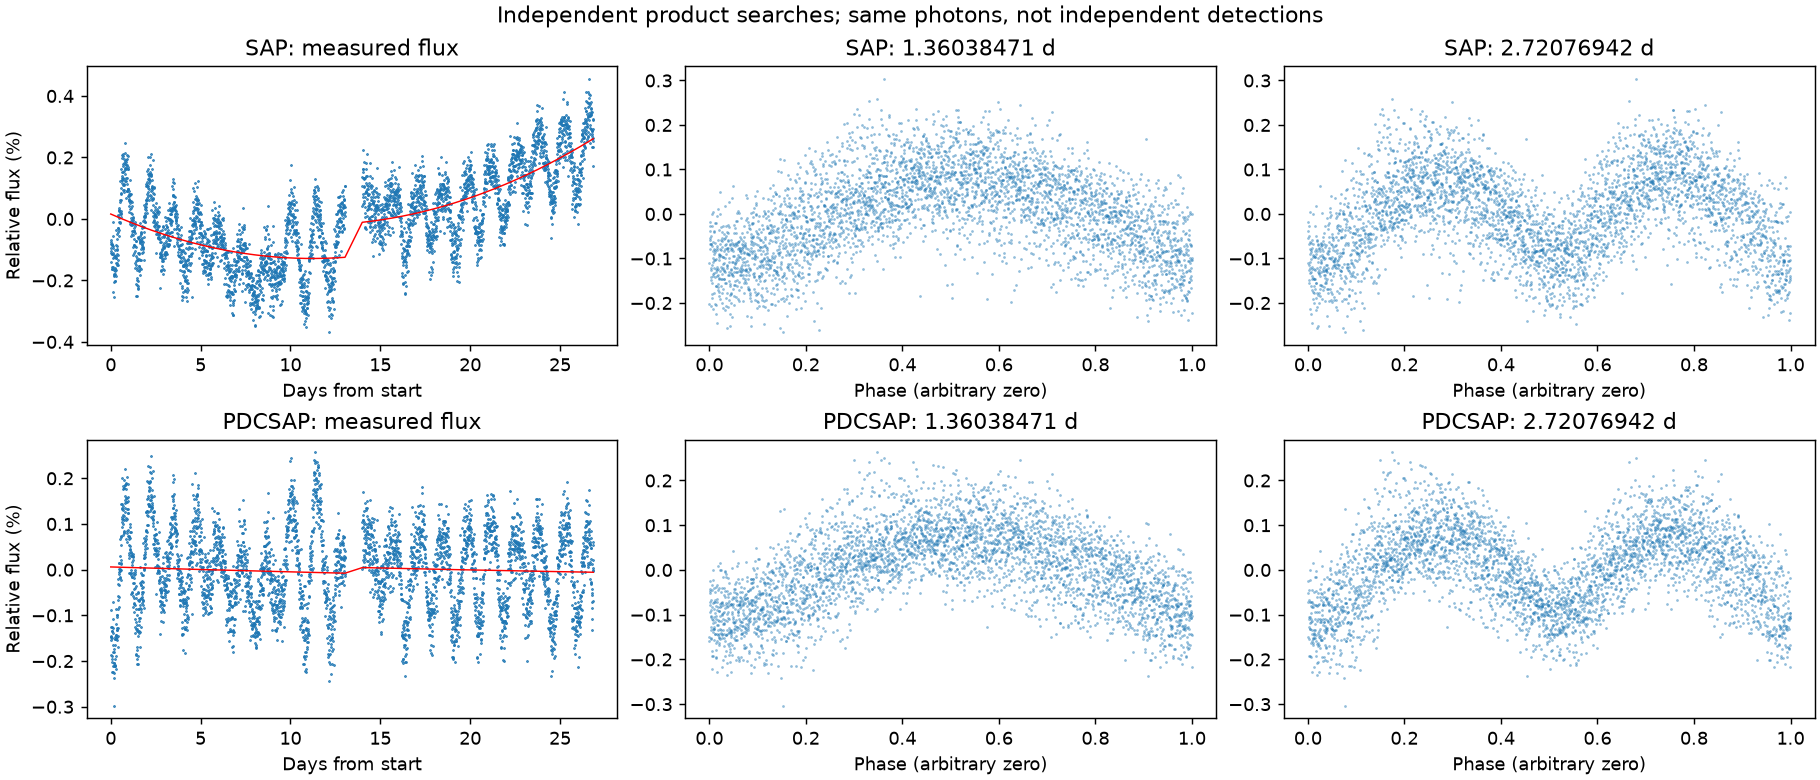 Independent product searches; same photons, not independent detections
SAP: measured flux
SAP: 1.36038471 d
SAP: 2.72076942 d
Relative flux (%)
0.4
0.2
0.0
−0.2
−0.4
0.3
0.2
0.1
0.0
−0.1
−0.2
0.3
0.2
0.1
0.0
−0.1
−0.2
0 5 10 15 20 25
0.0 0.2 0.4 0.6 0.8 1.0
0.0 0.2 0.4 0.6 0.8 1.0
Days from start
Phase (arbitrary zero)
Phase (arbitrary zero)
PDCSAP: measured flux
PDCSAP: 1.36038471 d
PDCSAP: 2.72076942 d
Relative flux (%)
0.2
0.1
0.0
−0.1
−0.2
−0.3
0.2
0.1
0.0
−0.1
−0.2
−0.3
0.2
0.1
0.0
−0.1
−0.2
−0.3
0 5 10 15 20 25
0.0 0.2 0.4 0.6 0.8 1.0
0.0 0.2 0.4 0.6 0.8 1.0
Days from start
Phase (arbitrary zero)
Phase (arbitrary zero)